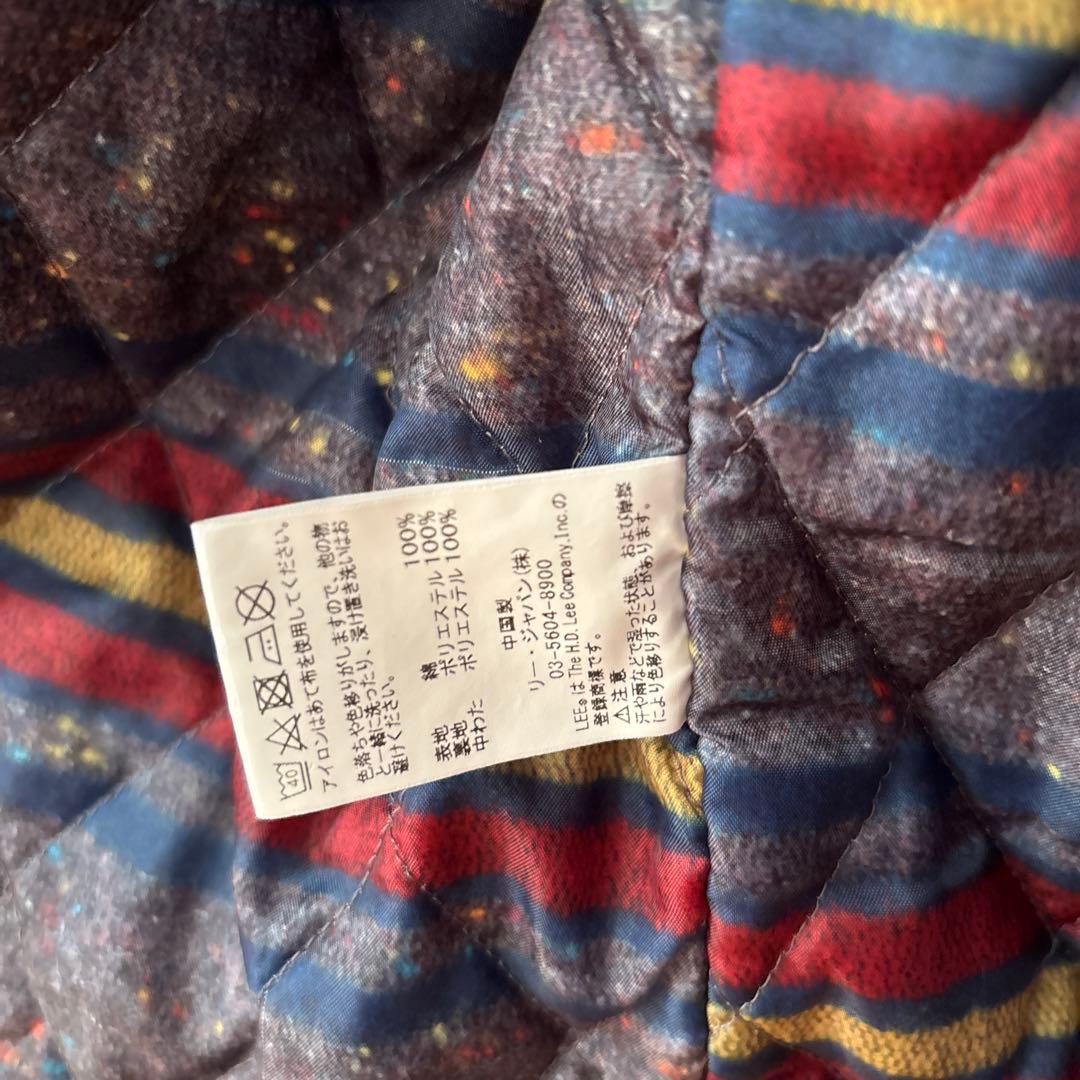 40
アイロンはあて布を使用してください。
色落ちや色移りがしますので、他の物
と一緒に洗ったり、浸け置き洗いはお
避けください。
表地 綿 100%
裏地 ポリエステル 100%
中わた ポリエステル 100%
中国製
リー・ジャパン(株)
03-5604-8900
LEE®は The H.D. Lee Company, Inc.の
登録商標です。
⚠注意
汗や雨などで湿った状態、および摩擦
により色移りすることがあります。